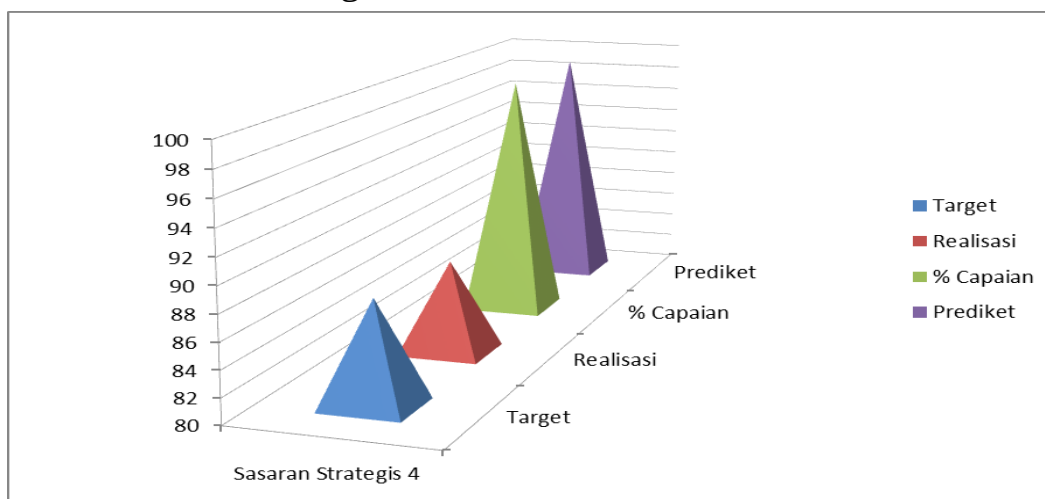 100
98
96
94
92
90
88
86
84
82
80
Sasaran Strategis 4
Target
Realisasi
% Capaian
Prediket
Target
Realisasi
% Capaian
Prediket